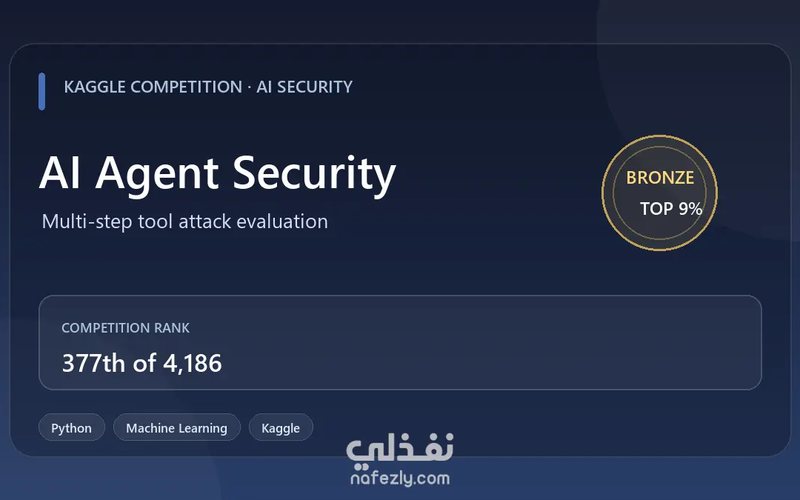 KAGGLE COMPETITION · AI SECURITY
AI Agent Security
Multi-step tool attack evaluation
BRONZE
TOP 9%
COMPETITION RANK
377th of 4,186
Python
Machine Learning
Kaggle
نفذلي
nafezly.com